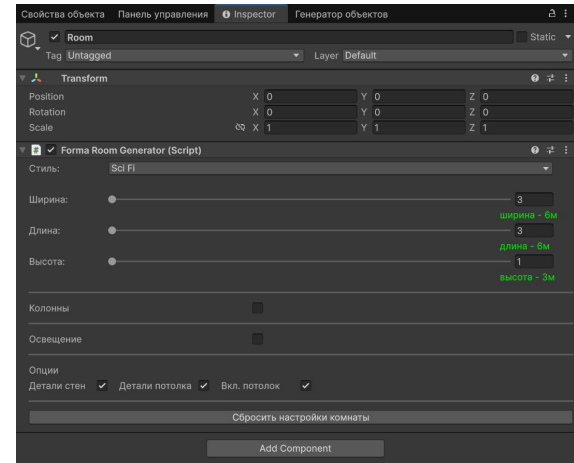 Свойства объекта Панель управления Inspector Генератор объектов
Room Static
Tag Untagged Layer Default
Transform
Position X 0 Y 0 Z 0
Rotation X 0 Y 0 Z 0
Scale X 1 Y 1 Z 1
# Forma Room Generator (Script)
Стиль: Sci Fi
Ширина: 3
ширина - 6м
Длина: 3
длина - 6м
Высота: 1
высота - 3м
Колонны
Освещение
Опции
Детали стен Детали потолка Вкл. потолок
Сбросить настройки комнаты
Add Component